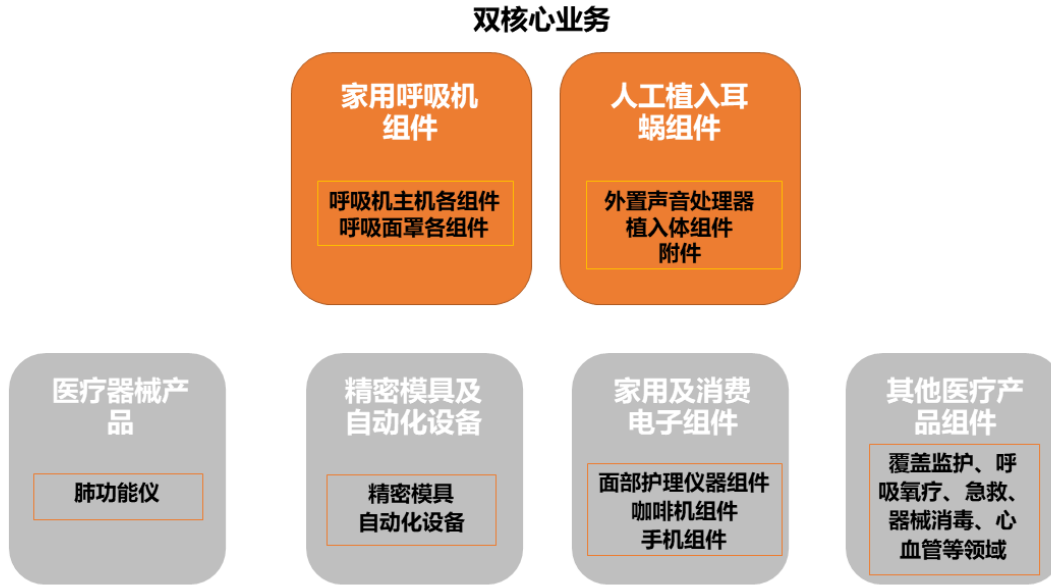 双核心业务
家用呼吸机
组件
呼吸机主机各组件
呼吸面罩各组件
人工植入耳
蜗组件
外置声音处理器
植入体组件
附件
医疗器械产
品
肺功能仪
精密模具及
自动化设备
精密模具
自动化设备
家用及消费
电子组件
面部护理仪器组件
咖啡机组件
手机组件
其他医疗产
品组件
覆盖监护、呼
吸氧疗、急救、
器械消毒、心
血管等领域